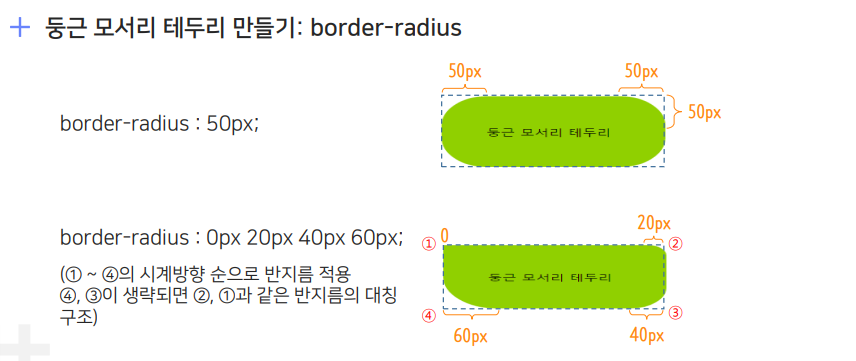 둥근 모서리 테두리 만들기: border-radius
50px
50px
border-radius : 50px;
둥근 모서리 테두리
50px
border-radius : 0px 20px 40px 60px;
① 0
20px
②
(① ~ ④의 시계방향 순으로 반지름 적용
④, ③이 생략되면 ②, ①과 같은 반지름의 대칭
구조)
둥근 모서리 테두리
④
③
60px
40px